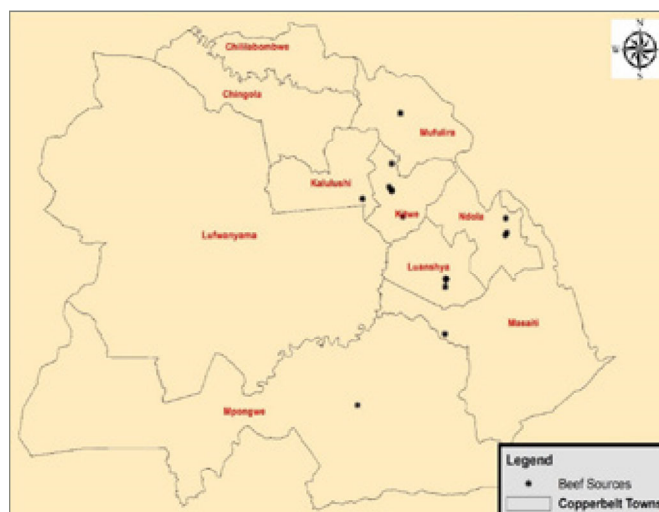 Chililabombwe
Chingola
Mufulira
Kalulushi
Kitwe
Ndola
Lufwanyama
Luanshya
Masaiti
Mpongwe
Legend
Beef Sources
Copperbelt Towns